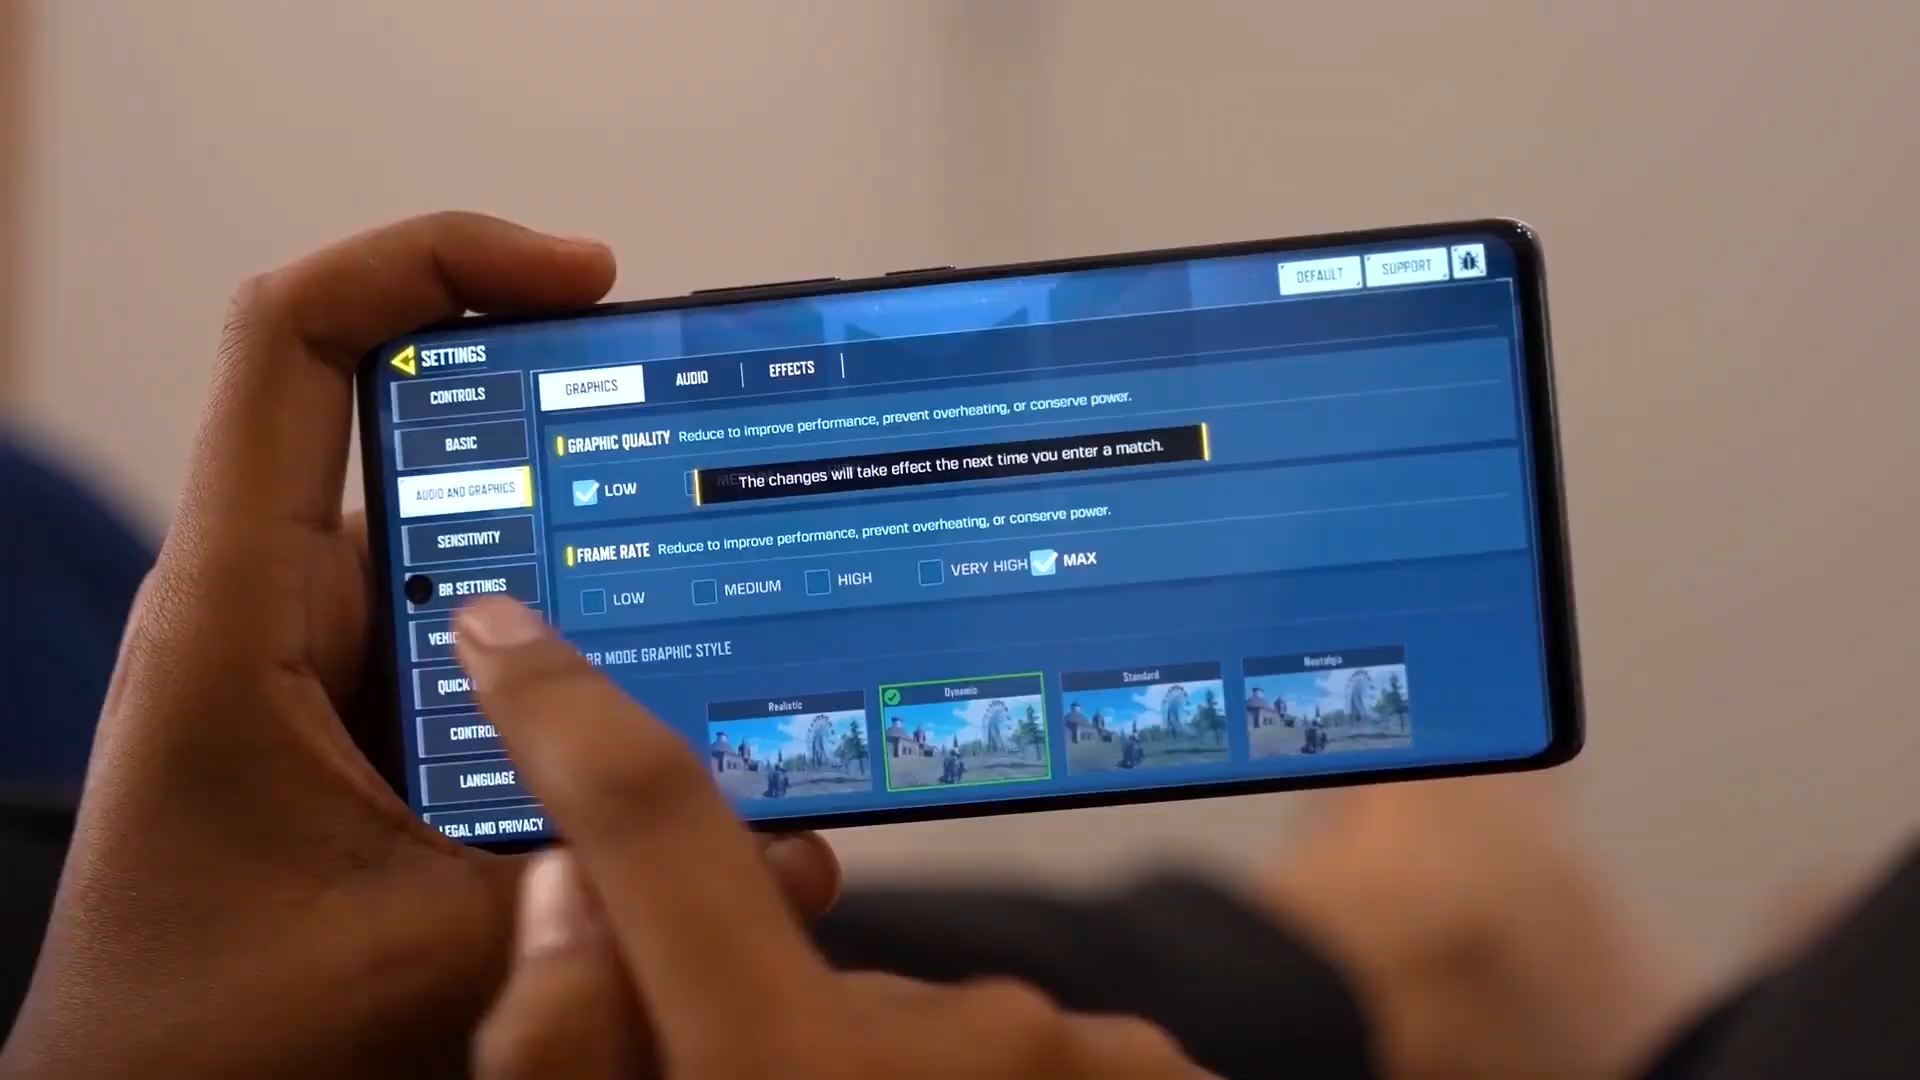 SETTINGS
DEFAULT
SUPPORT
CONTROLS
BASIC
AUDIO AND GRAPHICS
SENSITIVITY
BR SETTINGS
VEHIC
QUICK
CONTROL
LANGUAGE
LEGAL AND PRIVACY
GRAPHICS
AUDIO
EFFECTS
GRAPHIC QUALITY Reduce to improve performance, prevent overheating, or conserve power.
LOW
The changes will take effect the next time you enter a match.
FRAME RATE Reduce to improve performance, prevent overheating, or conserve power.
LOW MEDIUM HIGH VERY HIGH MAX
BR MODE GRAPHIC STYLE
Realistic Dynamic Standard Nostalgia